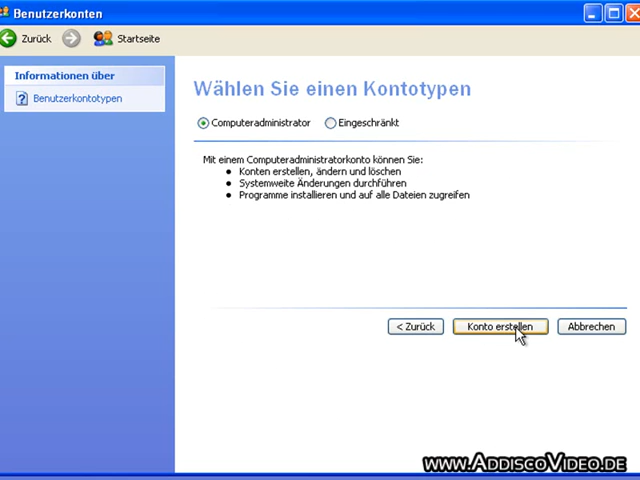 Benutzerkonten
Zurück Startseite
Informationen über
Benutzerkontotypen
Wählen Sie einen Kontotypen
Computeradministrator Eingeschränkt
Mit einem Computeradministratorkonto können Sie:
• Konten erstellen, ändern und löschen
• Systemweite Änderungen durchführen
• Programme installieren und auf alle Dateien zugreifen
< Zurück Konto erstellen Abbrechen
www.AddiscoVideo.de